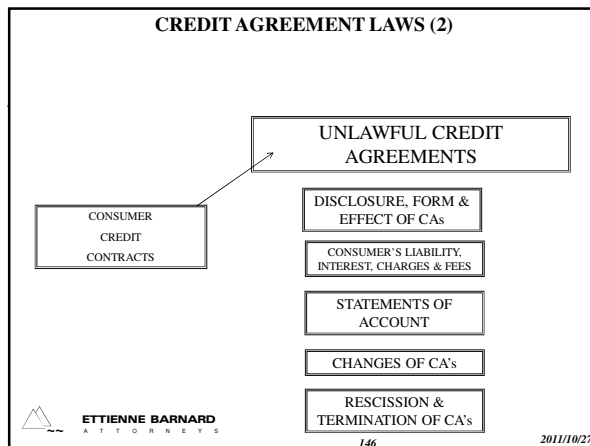 CREDIT AGREEMENT LAWS (2)
UNLAWFUL CREDIT
AGREEMENTS
CONSUMER
CREDIT
CONTRACTS
DISCLOSURE, FORM &
EFFECT OF CAs
CONSUMER'S LIABILITY,
INTEREST, CHARGES & FEES
STATEMENTS OF
ACCOUNT
CHANGES OF CA's
RESCISSION &
TERMINATION OF CA's
ETTIENNE BARNARD
ATTORNEYS
146
2011/10/27